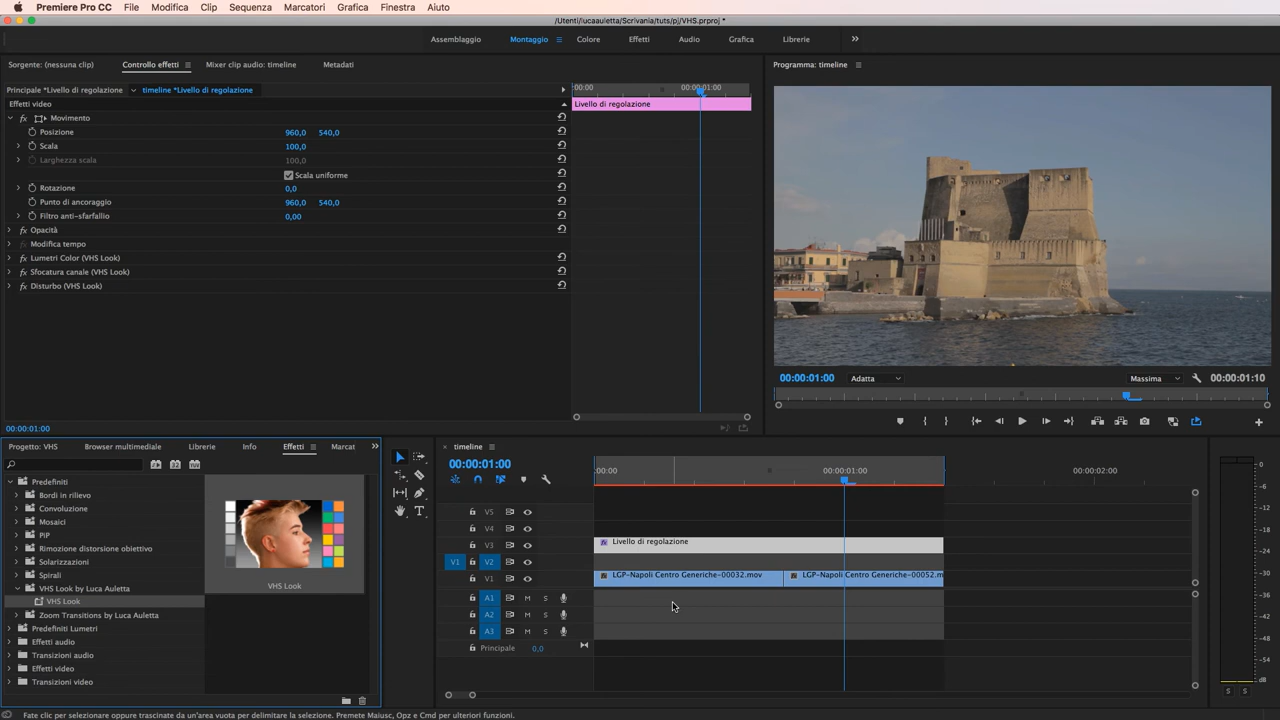 Premiere Pro CC File Modifica Clip Sequenza Marcatori Grafica Finestra Aiuto
/Utenti/lucaauletta/Scrivania/tuts/pj/VHS.prproj *
Assemblaggio Montaggio Colore Effetti Audio Grafica Librerie
Sorgente: (nessuna clip) Controllo effetti Mixer clip audio: timeline Metadati
Programma: timeline
Principale *Livello di regolazione timeline *Livello di regolazione
:00:00 00:00:01:00
Effetti video
Livello di regolazione
fx Movimento
Posizione 960,0 540,0
Scala 100,0
Larghezza scala 100,0
Scala uniforme
Rotazione 0,0
Punto di ancoraggio 960,0 540,0
Filtro anti-sfarfallio 0,00
fx Opacità
fx Modifica tempo
fx Lumetri Color (VHS Look)
fx Sfocatura canale (VHS Look)
fx Disturbo (VHS Look)
00:00:01:00 Adatta Massima 00:00:01:10
00:00:01:00
Progetto: VHS Browser multimediale Librerie Info Effetti Marcat
timeline
00:00:01:00
:00:00 00:00:01:00 00:00:02:00
Predefiniti
Bordi in rilievo
Convoluzione
Mosaici
PiP
Rimozione distorsione obiettivo
Solarizzazioni
Spirali
VHS Look by Luca Auletta
VHS Look
Zoom Transitions by Luca Auletta
Predefiniti Lumetri
Effetti audio
Transizioni audio
Effetti video
Transizioni video
VHS Look
V5
V4
V3 fx Livello di regolazione
V1 V2
V1 LGP-Napoli Centro Generiche-00032.mov LGP-Napoli Centro Generiche-00052.m
A1 M S
A2 M S
A3 M S
Principale 0,0
0
-6
-12
-18
-24
-30
-36
-42
-48
-54
dB
S S
Fate clic per selezionare oppure trascinate da un'area vuota per delimitare la selezione. Premete Maiusc, Opz e Cmd per ulteriori funzioni.